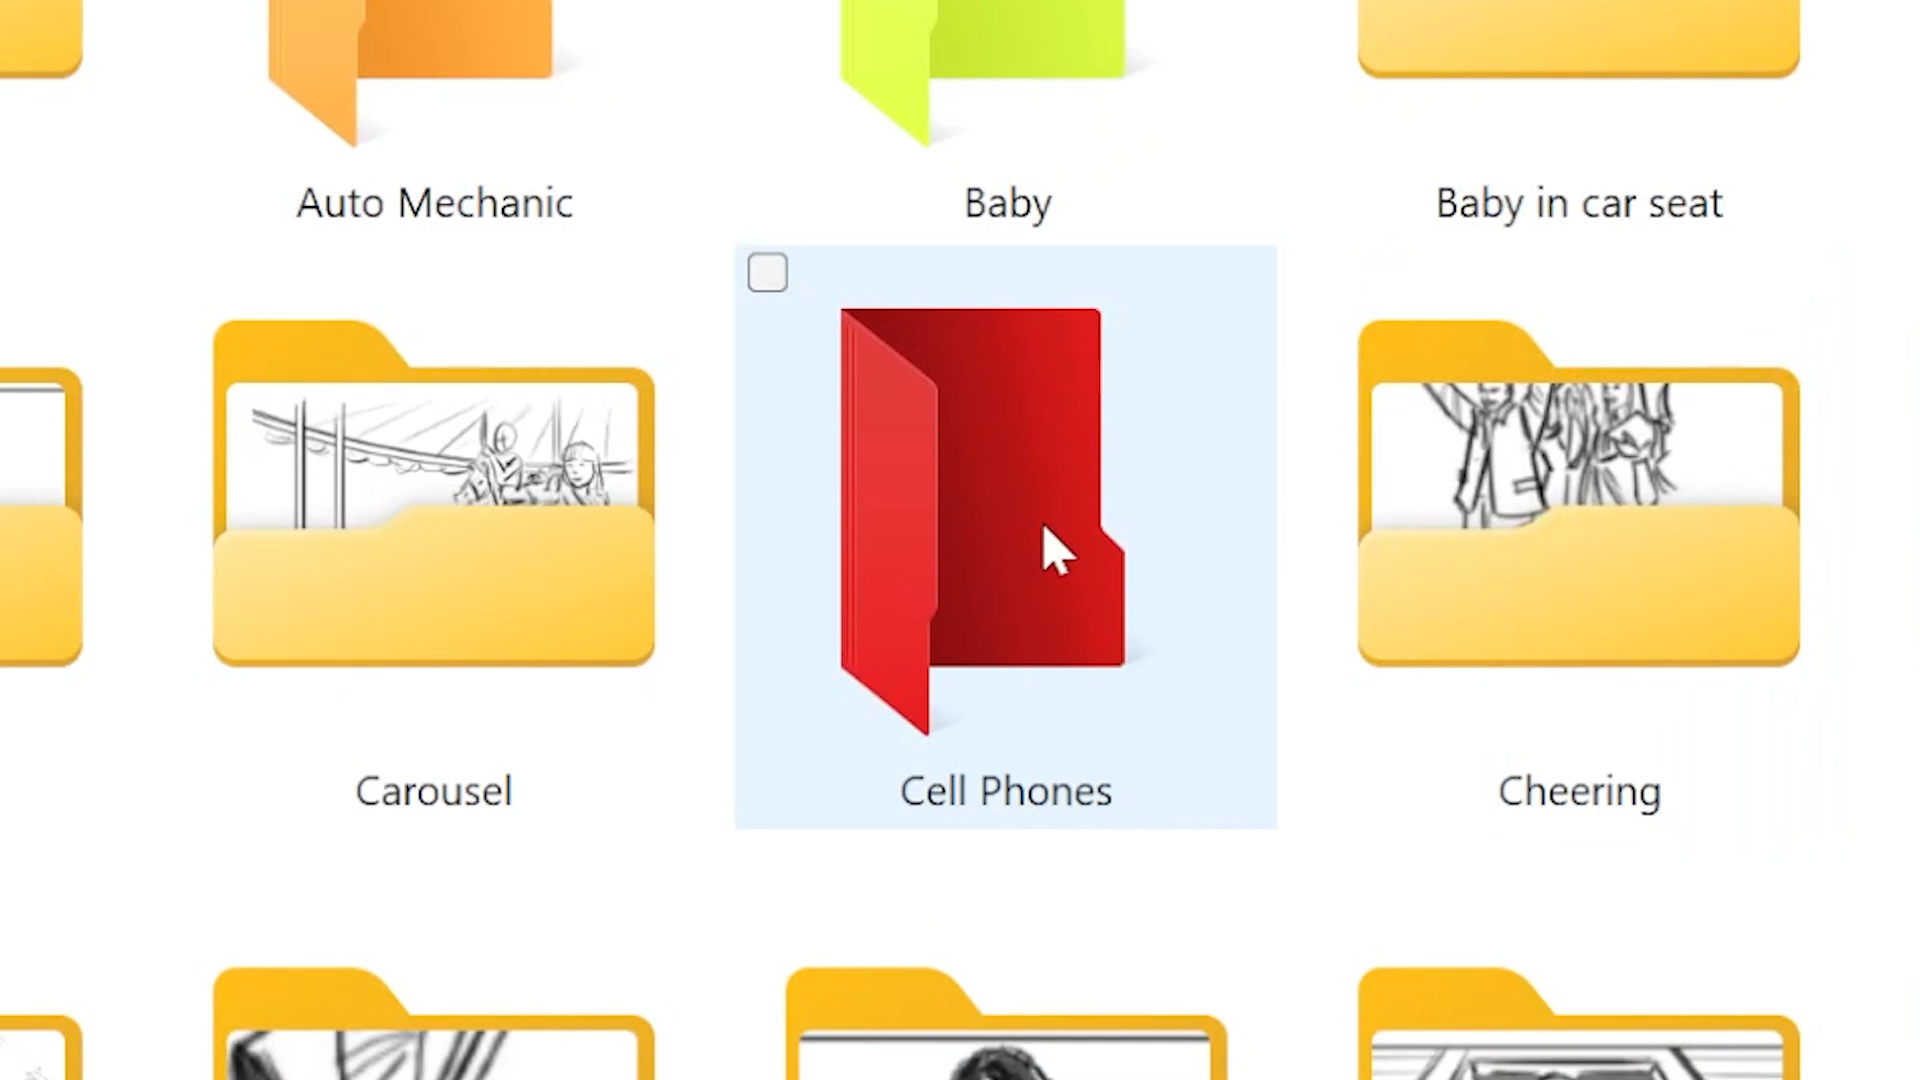 Auto Mechanic
Baby
Baby in car seat
Carousel
Cell Phones
Cheering